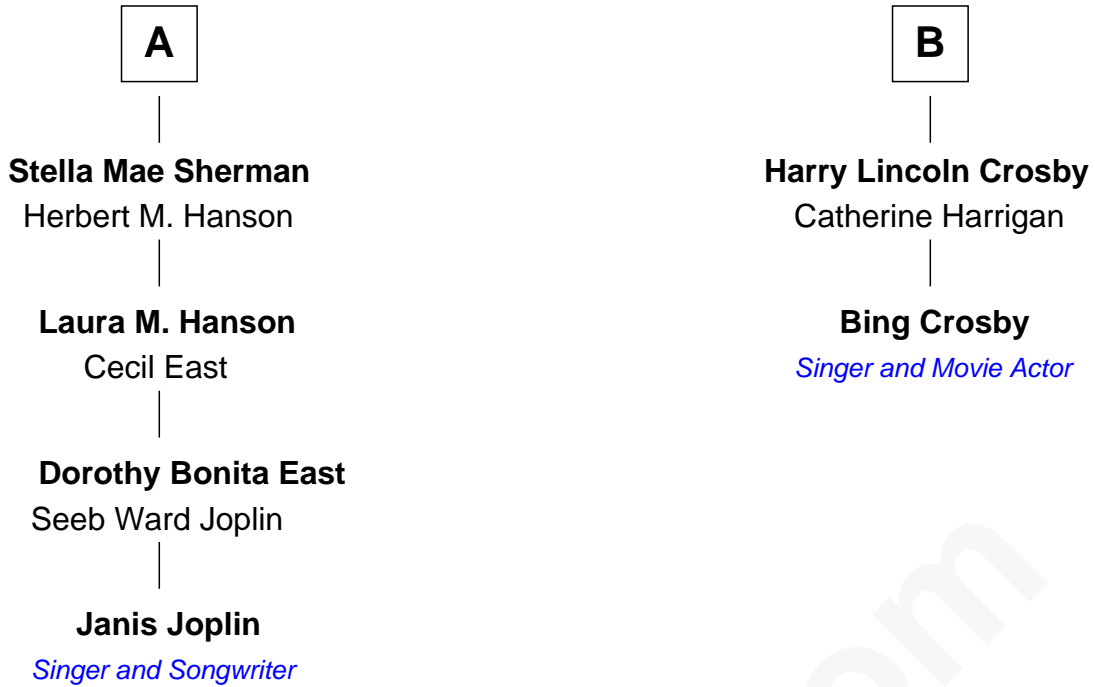 A
Stella Mae Sherman
Herbert M. Hanson
Laura M. Hanson
Cecil East
Dorothy Bonita East
Seeb Ward Joplin
Janis Joplin
Singer and Songwriter
B
Harry Lincoln Crosby
Catherine Harrigan
Bing Crosby
Singer and Movie Actor
om